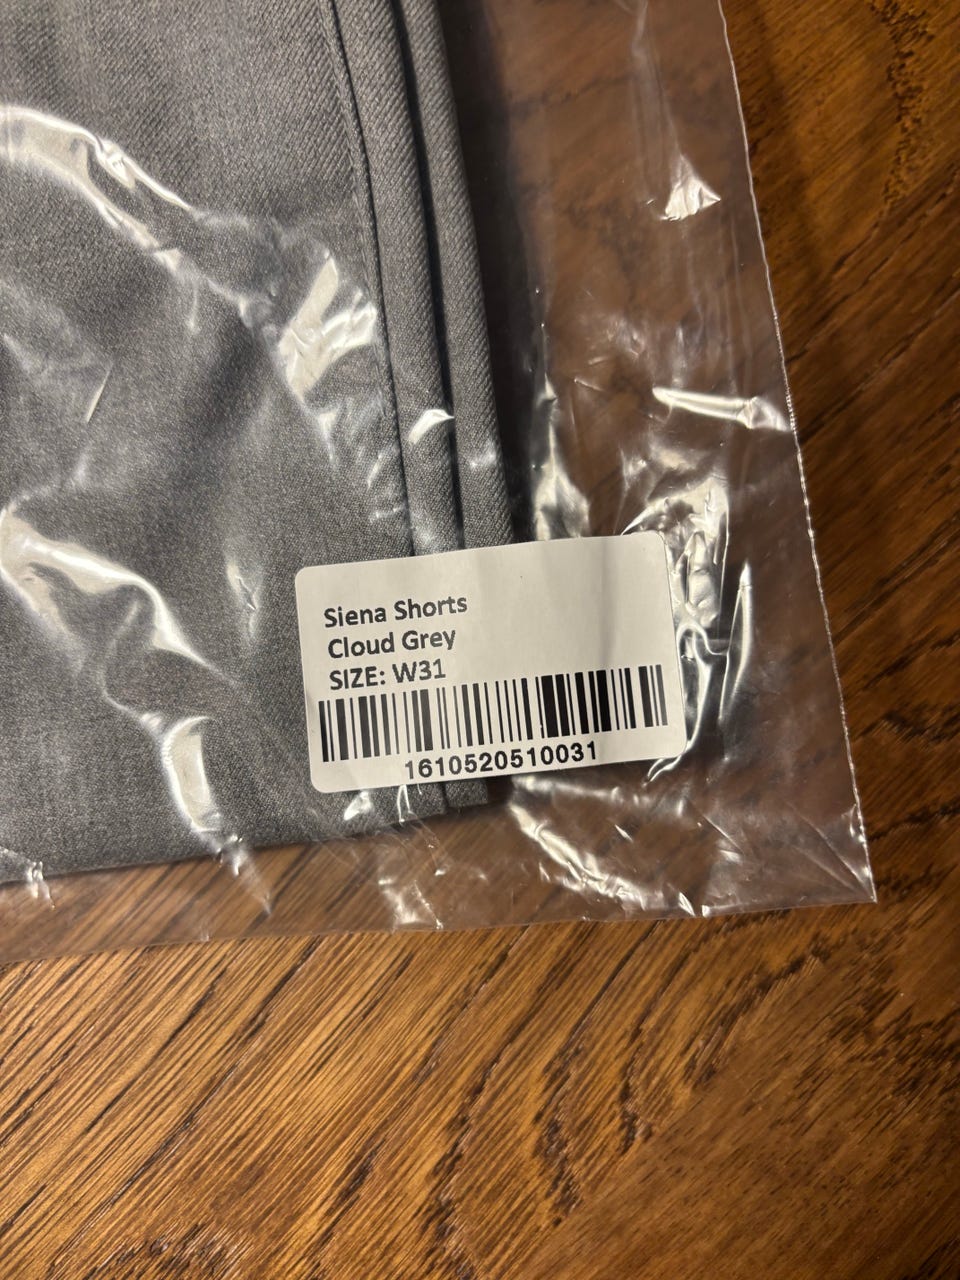 Siena Shorts
Cloud Grey
SIZE: W31
1610520510031